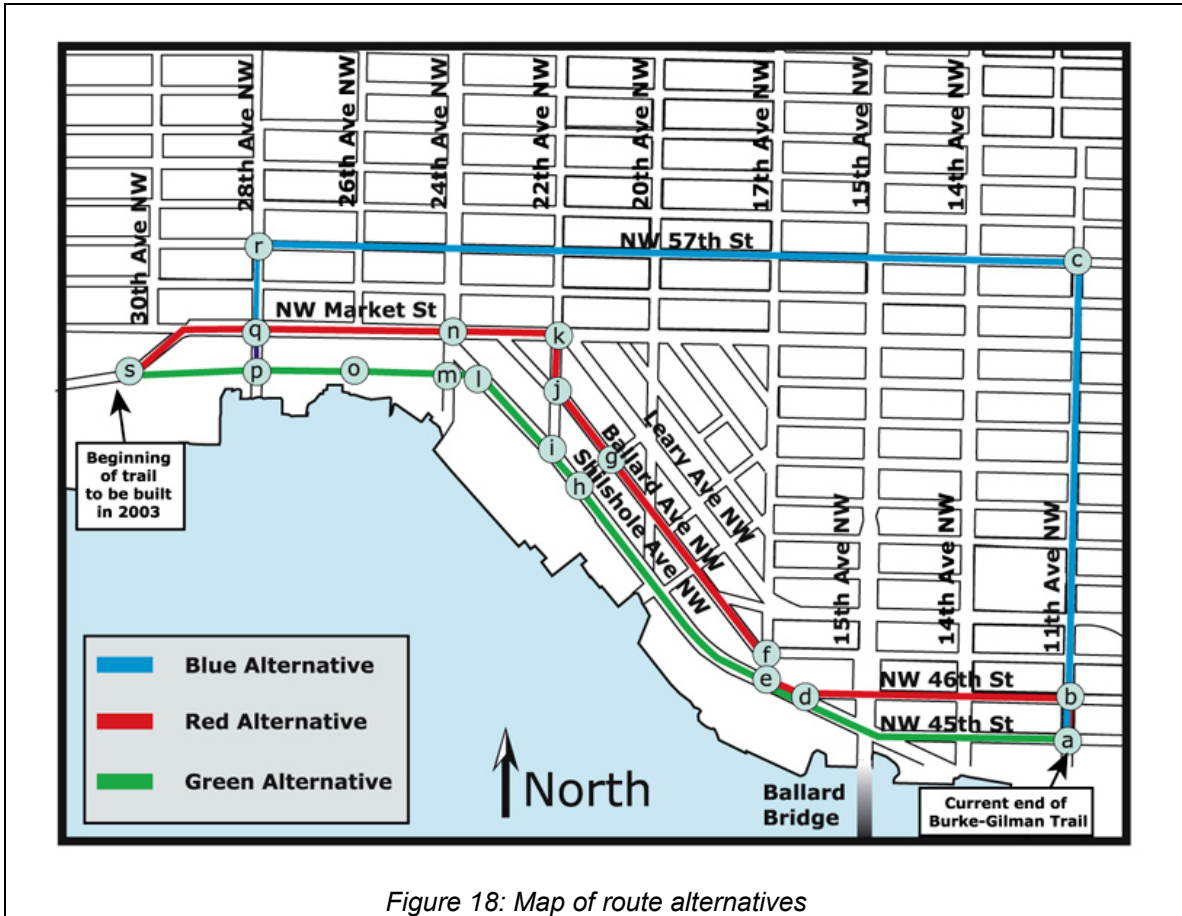 28th Ave NW
26th Ave NW
24th Ave NW
22th Ave NW
20th Ave NW
17th Ave NW
15th Ave NW
14th Ave NW
30th Ave NW
r
NW 57th St
c
NW Market St
q
n
k
s
p
o
m
l
j
Leary Ave NW
Beginning
of trail
to be built
in 2003
i
g
Ballard Ave NW
h
Shilshole Ave NW
15th Ave NW
14th Ave NW
11th Ave NW
f
e
d
NW 46th St
b
NW 45th St
a
Blue Alternative
Red Alternative
Green Alternative
North
Ballard
Bridge
Current end of
Burke-Gilman Trail
Figure 18: Map of route alternatives